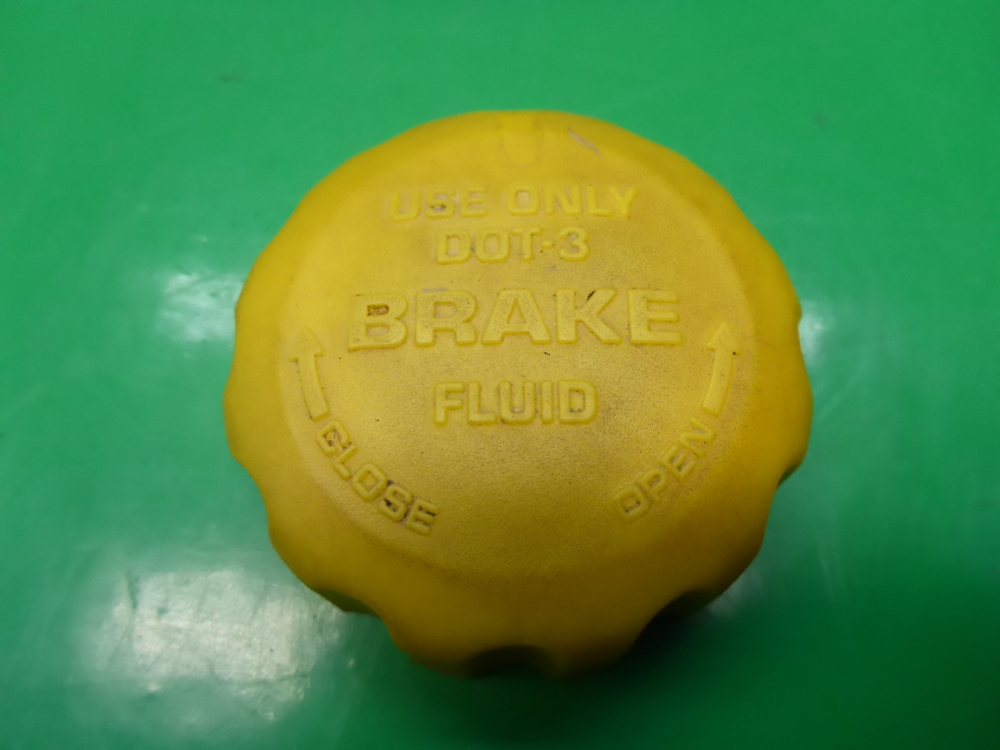 USE ONLY
DOT-3
BRAKE
FLUID
CLOSE
OPEN